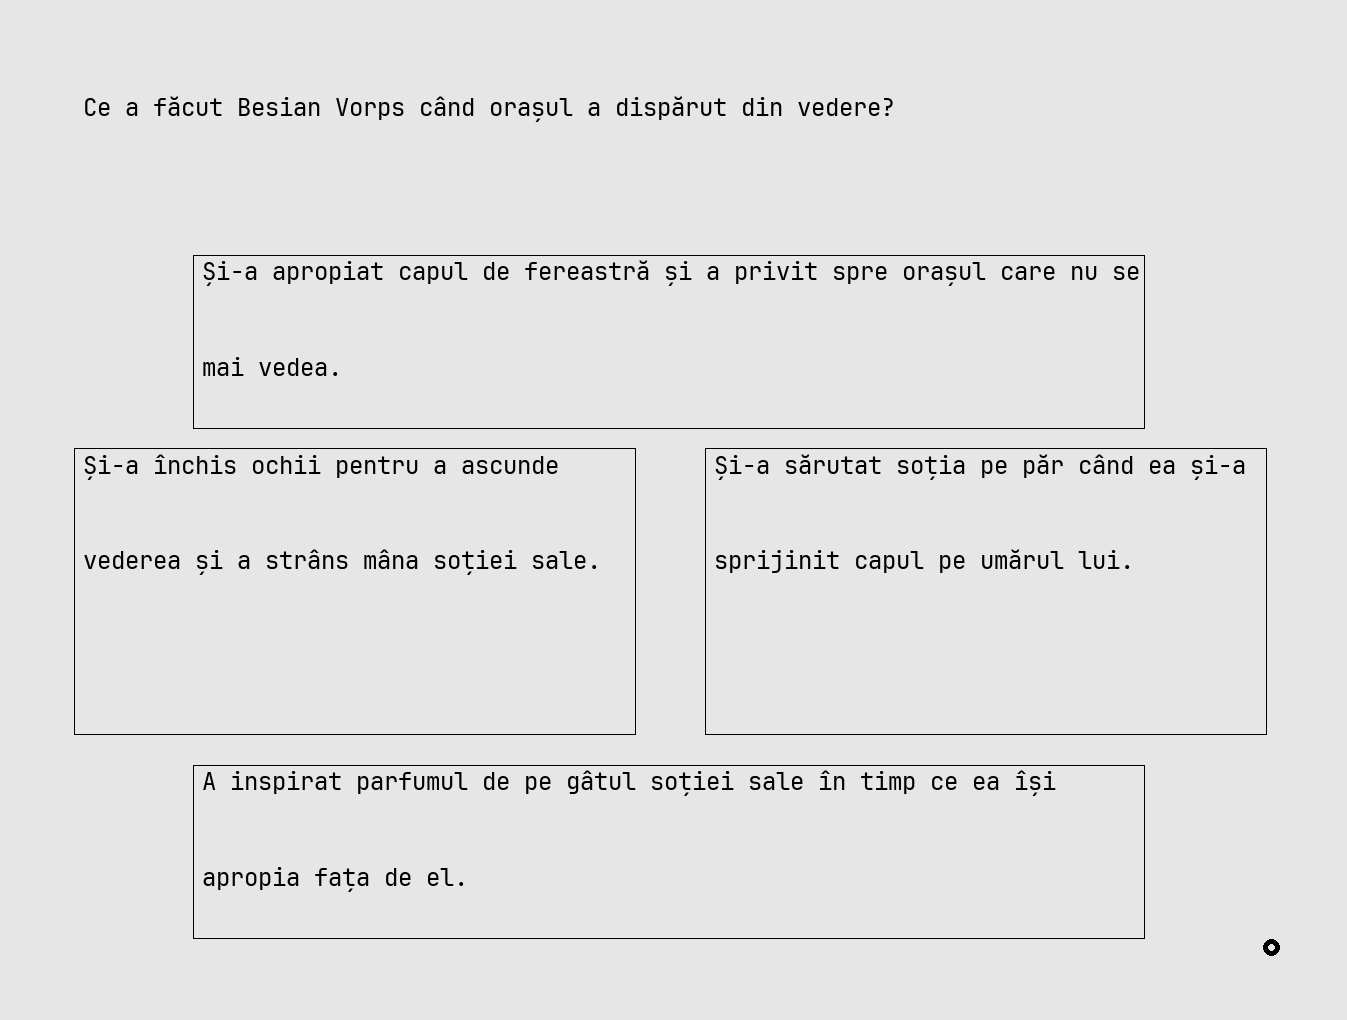 Ce a făcut Besian Vorps când orașul a dispărut din vedere?
Și-a apropiat capul de fereastră și a privit spre orașul care nu se
mai vedea.
Și-a închis ochii pentru a ascunde
vederea și a strâns mâna soției sale.
Și-a sărutat soția pe păr când ea și-a
sprijinit capul pe umărul lui.
A inspirat parfumul de pe gâtul soției sale în timp ce ea își
apropia fața de el.